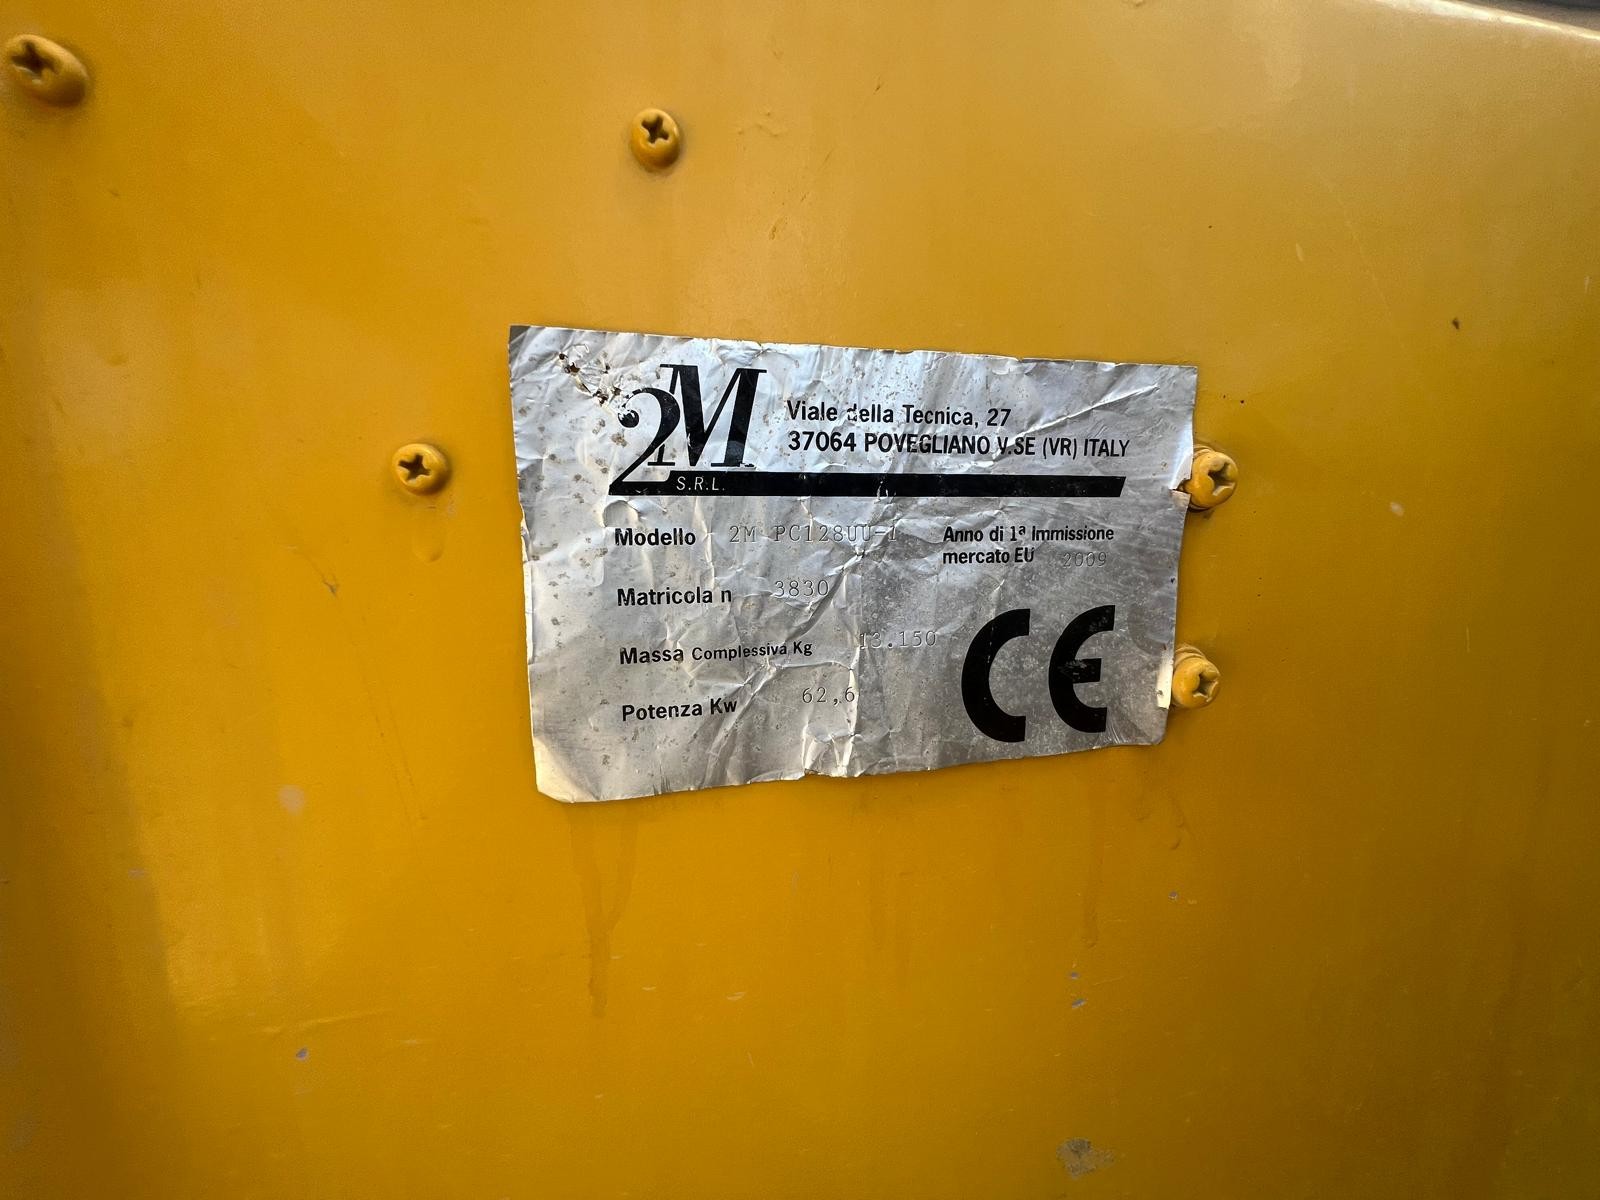 2M
S.R.L.
Viale della Tecnica, 27
37064 POVEGLIANO V.SE (VR) ITALY
Modello 2M PC128UU-1
Anno di 1ª Immissione
mercato EU 2009
Matricola n 3830
Massa Complessiva Kg 13.150
Potenza Kw 62,6
CE